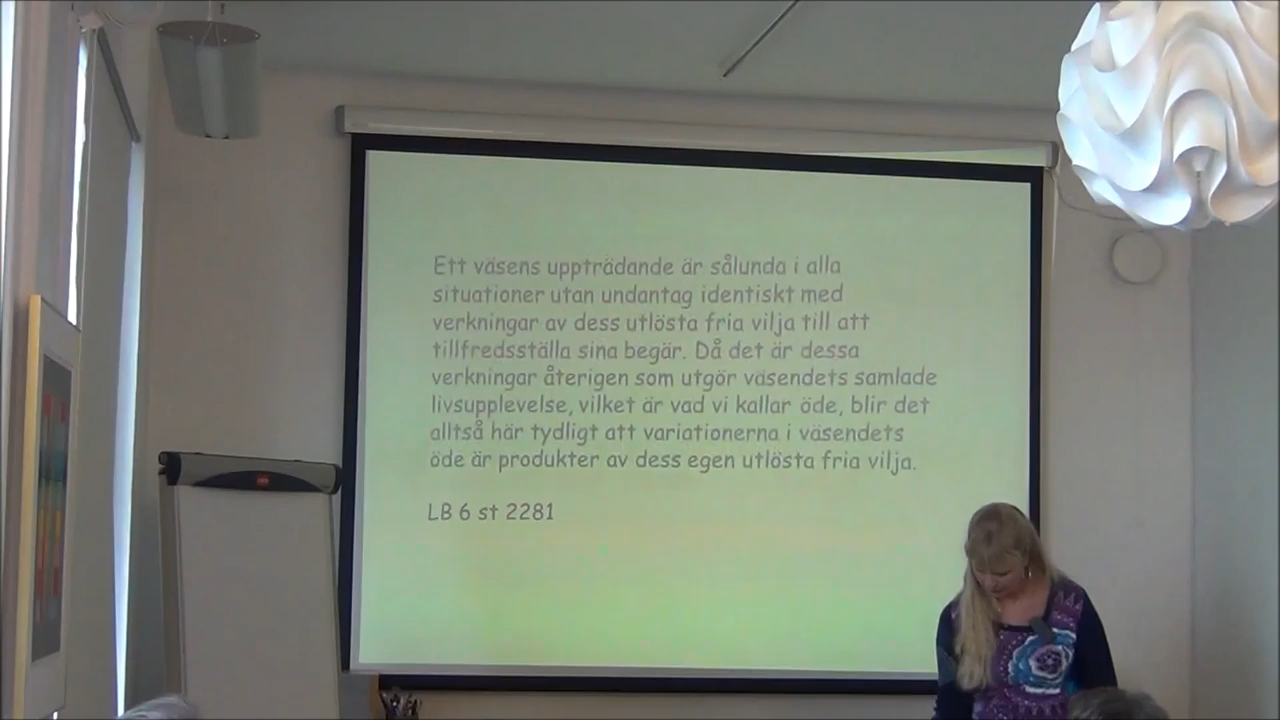 Ett väsens uppträdande är sålunda i alla
situationer utan undantag identiskt med
verkningar av dess utlösta fria vilja till att
tillfredsställa sina begär. Då det är dessa
verkningar återigen som utgör väsendets samlade
livsupplevelse, vilket är vad vi kallar öde, blir det
alltså här tydligt att variationerna i väsendets
öde är produkter av dess egen utlösta fria vilja.
LB 6 st 2281